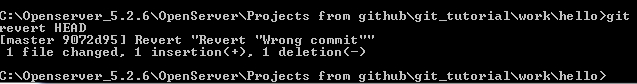 C:\Openserver_5.2.6\OpenServer\Projects from github\git_tutorial\work\hello>git
revert HEAD
[master 9072d95] Revert "Revert "Wrong commit""
 1 file changed, 1 insertion(+), 1 deletion(-)
C:\Openserver_5.2.6\OpenServer\Projects from github\git_tutorial\work\hello>